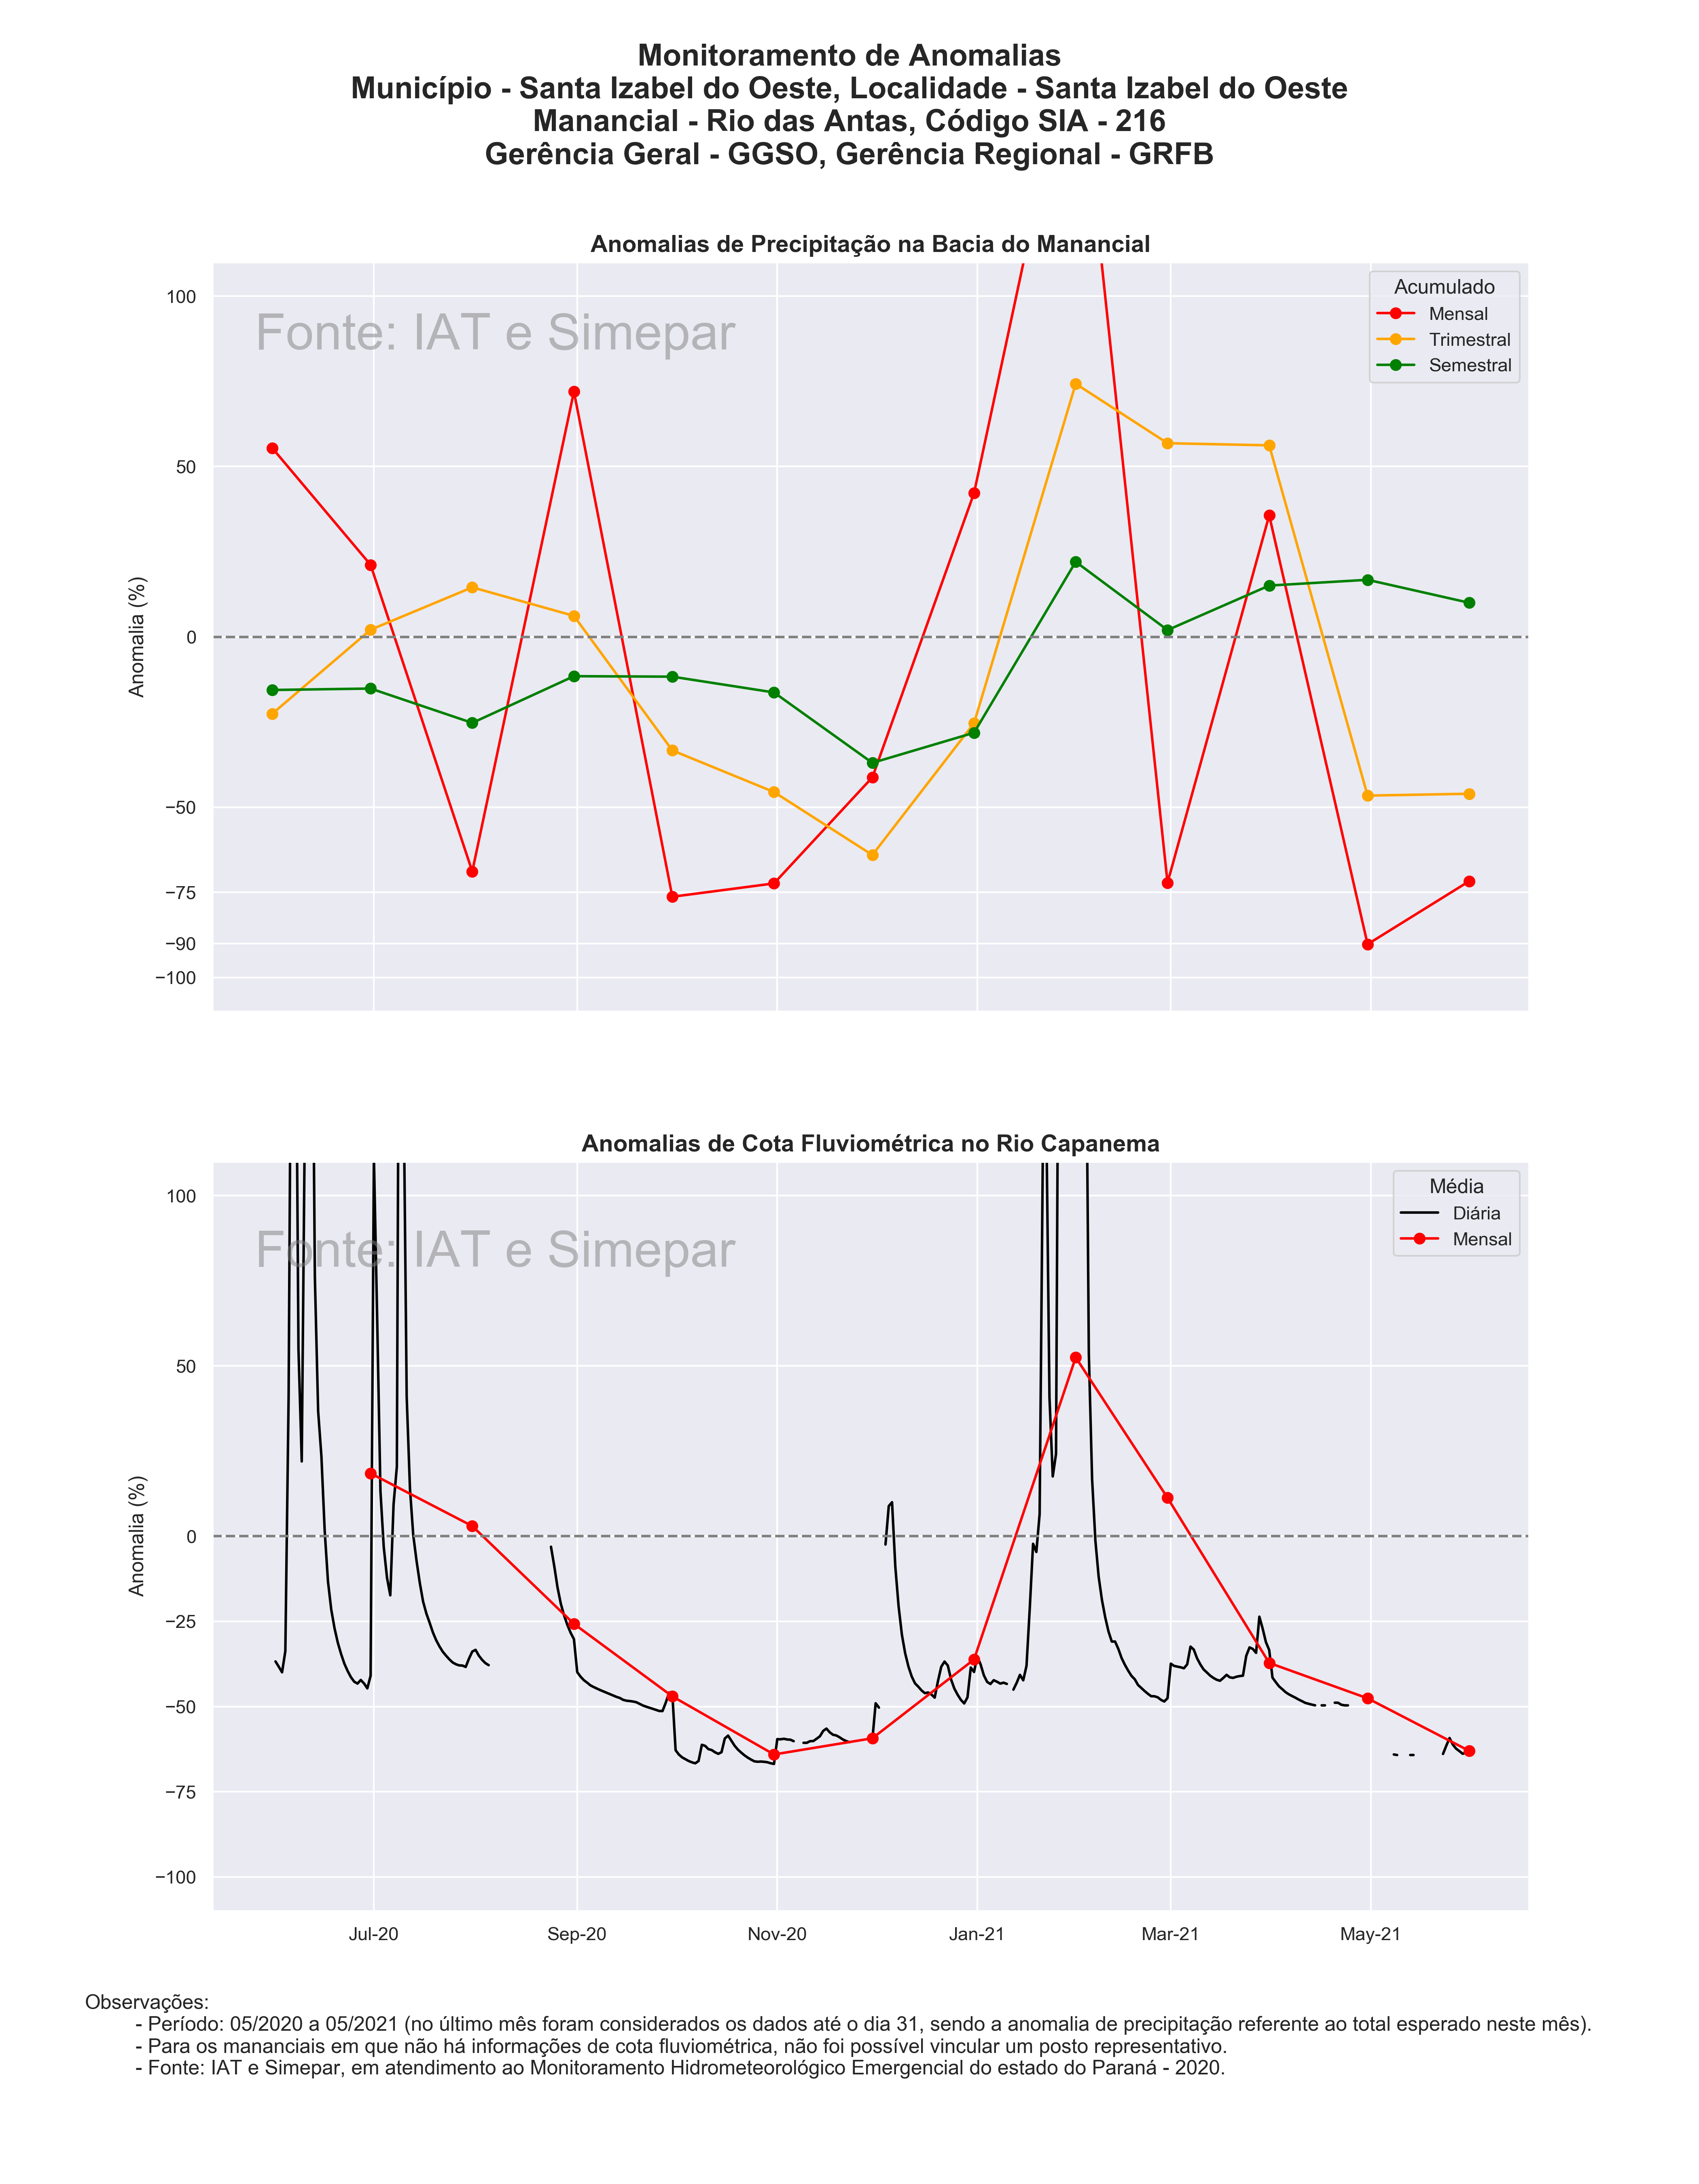 Monitoramento de Anomalias
Município - Santa Izabel do Oeste, Localidade - Santa Izabel do Oeste
Manancial - Rio das Antas, Código SIA - 216
Gerência Geral - GGSO, Gerência Regional - GRFB
Anomalias de Precipitação na Bacia do Manancial
Fonte: IAT e Simepar
Acumulado
Mensal
Trimestral
Semestral
Anomalia (%)
100
50
0
−50
−75
−90
−100
Anomalias de Cota Fluviométrica no Rio Capanema
Fonte: IAT e Simepar
Média
Diária
Mensal
Anomalia (%)
100
50
0
−25
−50
−75
−100
Jul-20
Sep-20
Nov-20
Jan-21
Mar-21
May-21
Observações:
- Período: 05/2020 a 05/2021 (no último mês foram considerados os dados até o dia 31, sendo a anomalia de precipitação referente ao total esperado neste mês).
- Para os mananciais em que não há informações de cota fluviométrica, não foi possível vincular um posto representativo.
- Fonte: IAT e Simepar, em atendimento ao Monitoramento Hidrometeorológico Emergencial do estado do Paraná - 2020.